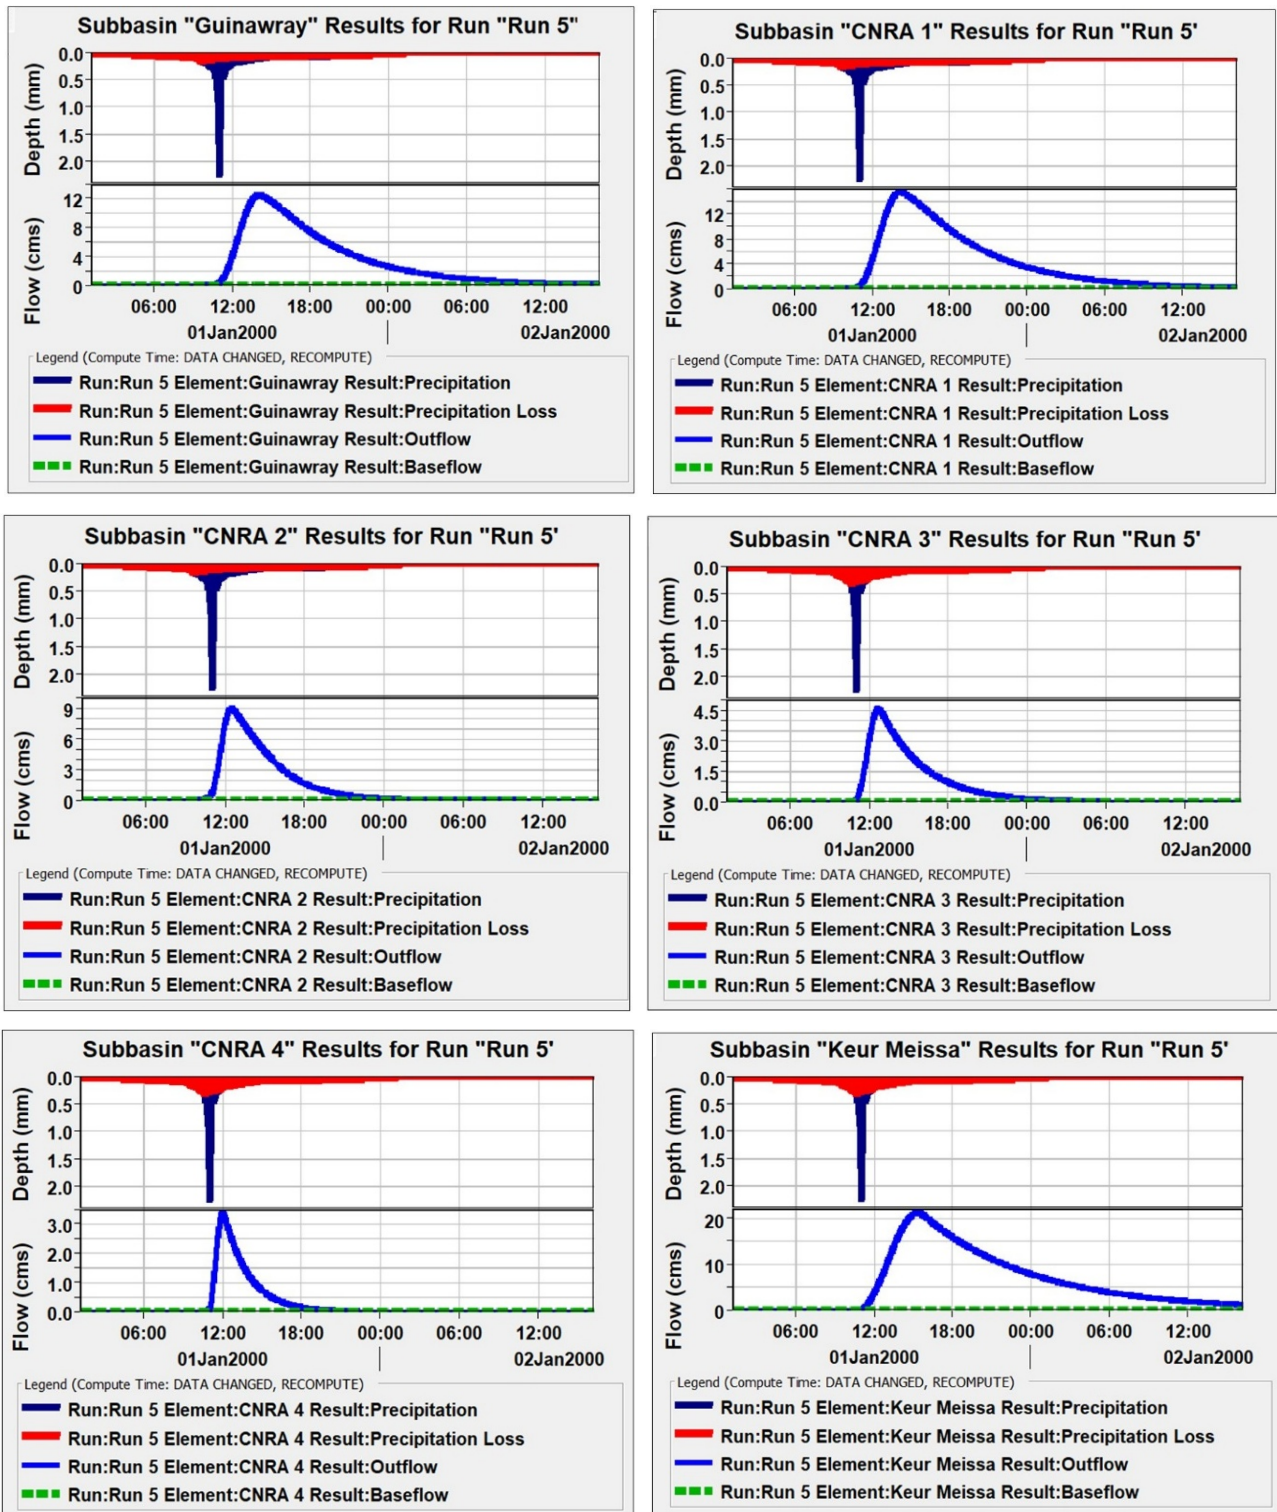 Subbasin "Guinawray" Results for Run "Run 5"
0.0
0.5
1.0
1.5
2.0
Depth (mm)
12
8
4
0
Flow (cms)
06:00 12:00 18:00 00:00 06:00 12:00
01Jan2000 02Jan2000
Legend (Compute Time: DATA CHANGED, RECOMPUTE)
Run:Run 5 Element:Guinawray Result:Precipitation
Run:Run 5 Element:Guinawray Result:Precipitation Loss
Run:Run 5 Element:Guinawray Result:Outflow
Run:Run 5 Element:Guinawray Result:Baseflow
Subbasin "CNRA 1" Results for Run "Run 5'
0.0
0.5
1.0
1.5
2.0
Depth (mm)
12
8
4
0
Flow (cms)
06:00 12:00 18:00 00:00 06:00 12:00
01Jan2000 02Jan2000
Legend (Compute Time: DATA CHANGED, RECOMPUTE)
Run:Run 5 Element:CNRA 1 Result:Precipitation
Run:Run 5 Element:CNRA 1 Result:Precipitation Loss
Run:Run 5 Element:CNRA 1 Result:Outflow
Run:Run 5 Element:CNRA 1 Result:Baseflow
Subbasin "CNRA 2" Results for Run "Run 5'
0.0
0.5
1.0
1.5
2.0
Depth (mm)
9
6
3
0
Flow (cms)
06:00 12:00 18:00 00:00 06:00 12:00
01Jan2000 02Jan2000
Legend (Compute Time: DATA CHANGED, RECOMPUTE)
Run:Run 5 Element:CNRA 2 Result:Precipitation
Run:Run 5 Element:CNRA 2 Result:Precipitation Loss
Run:Run 5 Element:CNRA 2 Result:Outflow
Run:Run 5 Element:CNRA 2 Result:Baseflow
Subbasin "CNRA 3" Results for Run "Run 5'
0.0
0.5
1.0
1.5
2.0
Depth (mm)
4.5
3.0
1.5
0.0
Flow (cms)
06:00 12:00 18:00 00:00 06:00 12:00
01Jan2000 02Jan2000
Legend (Compute Time: DATA CHANGED, RECOMPUTE)
Run:Run 5 Element:CNRA 3 Result:Precipitation
Run:Run 5 Element:CNRA 3 Result:Precipitation Loss
Run:Run 5 Element:CNRA 3 Result:Outflow
Run:Run 5 Element:CNRA 3 Result:Baseflow
Subbasin "CNRA 4" Results for Run "Run 5'
0.0
0.5
1.0
1.5
2.0
Depth (mm)
3.0
2.0
1.0
0.0
Flow (cms)
06:00 12:00 18:00 00:00 06:00 12:00
01Jan2000 02Jan2000
Legend (Compute Time: DATA CHANGED, RECOMPUTE)
Run:Run 5 Element:CNRA 4 Result:Precipitation
Run:Run 5 Element:CNRA 4 Result:Precipitation Loss
Run:Run 5 Element:CNRA 4 Result:Outflow
Run:Run 5 Element:CNRA 4 Result:Baseflow
Subbasin "Keur Meissa" Results for Run "Run 5'
0.0
0.5
1.0
1.5
2.0
Depth (mm)
20
10
0
Flow (cms)
06:00 12:00 18:00 00:00 06:00 12:00
01Jan2000 02Jan2000
Legend (Compute Time: DATA CHANGED, RECOMPUTE)
Run:Run 5 Element:Keur Meissa Result:Precipitation
Run:Run 5 Element:Keur Meissa Result:Precipitation Loss
Run:Run 5 Element:Keur Meissa Result:Outflow
Run:Run 5 Element:Keur Meissa Result:Baseflow